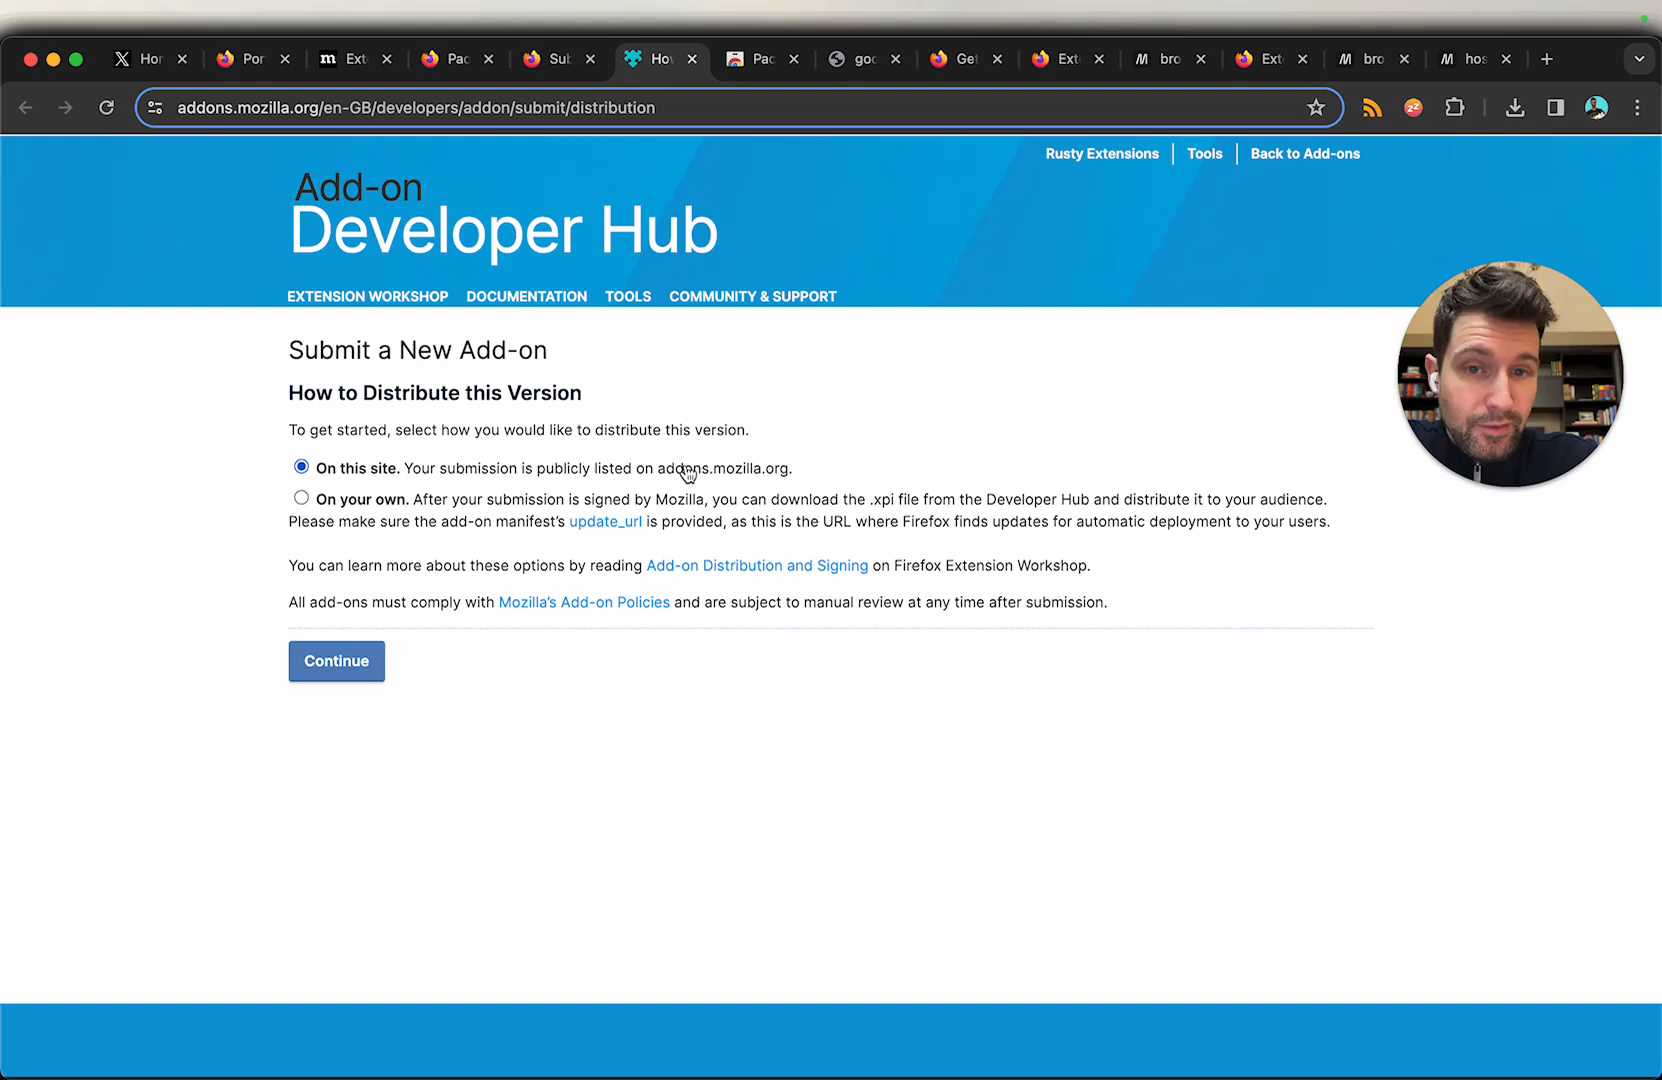 Hor
Por
Ext
Pac
Sub
Hov
Pac
goo
Get
Ext
bro
Ext
bro
hos
addons.mozilla.org/en-GB/developers/addon/submit/distribution
Rusty Extensions
Tools
Back to Add-ons
Add-on
Developer Hub
EXTENSION WORKSHOP
DOCUMENTATION
TOOLS
COMMUNITY & SUPPORT
Submit a New Add-on
How to Distribute this Version
To get started, select how you would like to distribute this version.
On this site. Your submission is publicly listed on addons.mozilla.org.
On your own. After your submission is signed by Mozilla, you can download the .xpi file from the Developer Hub and distribute it to your audience.
Please make sure the add-on manifest’s update_url is provided, as this is the URL where Firefox finds updates for automatic deployment to your users.
You can learn more about these options by reading Add-on Distribution and Signing on Firefox Extension Workshop.
All add-ons must comply with Mozilla’s Add-on Policies and are subject to manual review at any time after submission.
Continue